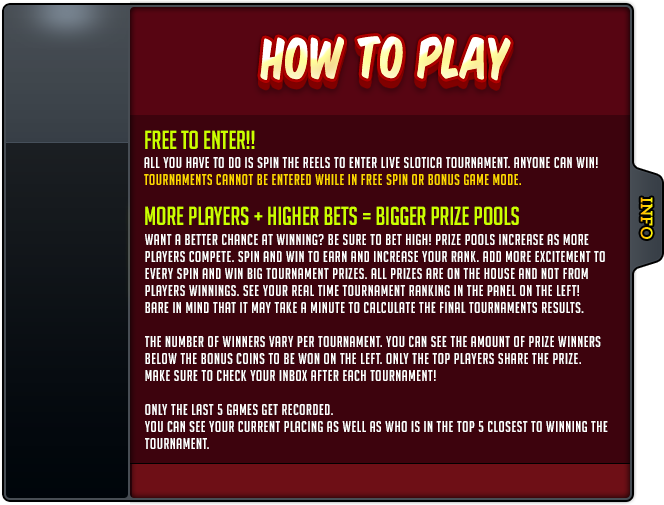 HOW TO PLAY
FREE TO ENTER!!
ALL YOU HAVE TO DO IS SPIN THE REELS TO ENTER LIVE SLOTICA TOURNAMENT. ANYONE CAN WIN!
TOURNAMENTS CANNOT BE ENTERED WHILE IN FREE SPIN OR BONUS GAME MODE.
MORE PLAYERS + HIGHER BETS = BIGGER PRIZE POOLS
WANT A BETTER CHANCE AT WINNING? BE SURE TO BET HIGH! PRIZE POOLS INCREASE AS MORE
PLAYERS COMPETE. SPIN AND WIN TO EARN AND INCREASE YOUR RANK. ADD MORE EXCITEMENT TO
EVERY SPIN AND WIN BIG TOURNAMENT PRIZES. ALL PRIZES ARE ON THE HOUSE AND NOT FROM
PLAYERS WINNINGS. SEE YOUR REAL TIME TOURNAMENT RANKING IN THE PANEL ON THE LEFT!
BARE IN MIND THAT IT MAY TAKE A MINUTE TO CALCULATE THE FINAL TOURNAMENTS RESULTS.
THE NUMBER OF WINNERS VARY PER TOURNAMENT. YOU CAN SEE THE AMOUNT OF PRIZE WINNERS
BELOW THE BONUS COINS TO BE WON ON THE LEFT. ONLY THE TOP PLAYERS SHARE THE PRIZE.
MAKE SURE TO CHECK YOUR INBOX AFTER EACH TOURNAMENT!
ONLY THE LAST 5 GAMES GET RECORDED.
YOU CAN SEE YOUR CURRENT PLACING AS WELL AS WHO IS IN THE TOP 5 CLOSEST TO WINNING THE
TOURNAMENT.
INFO